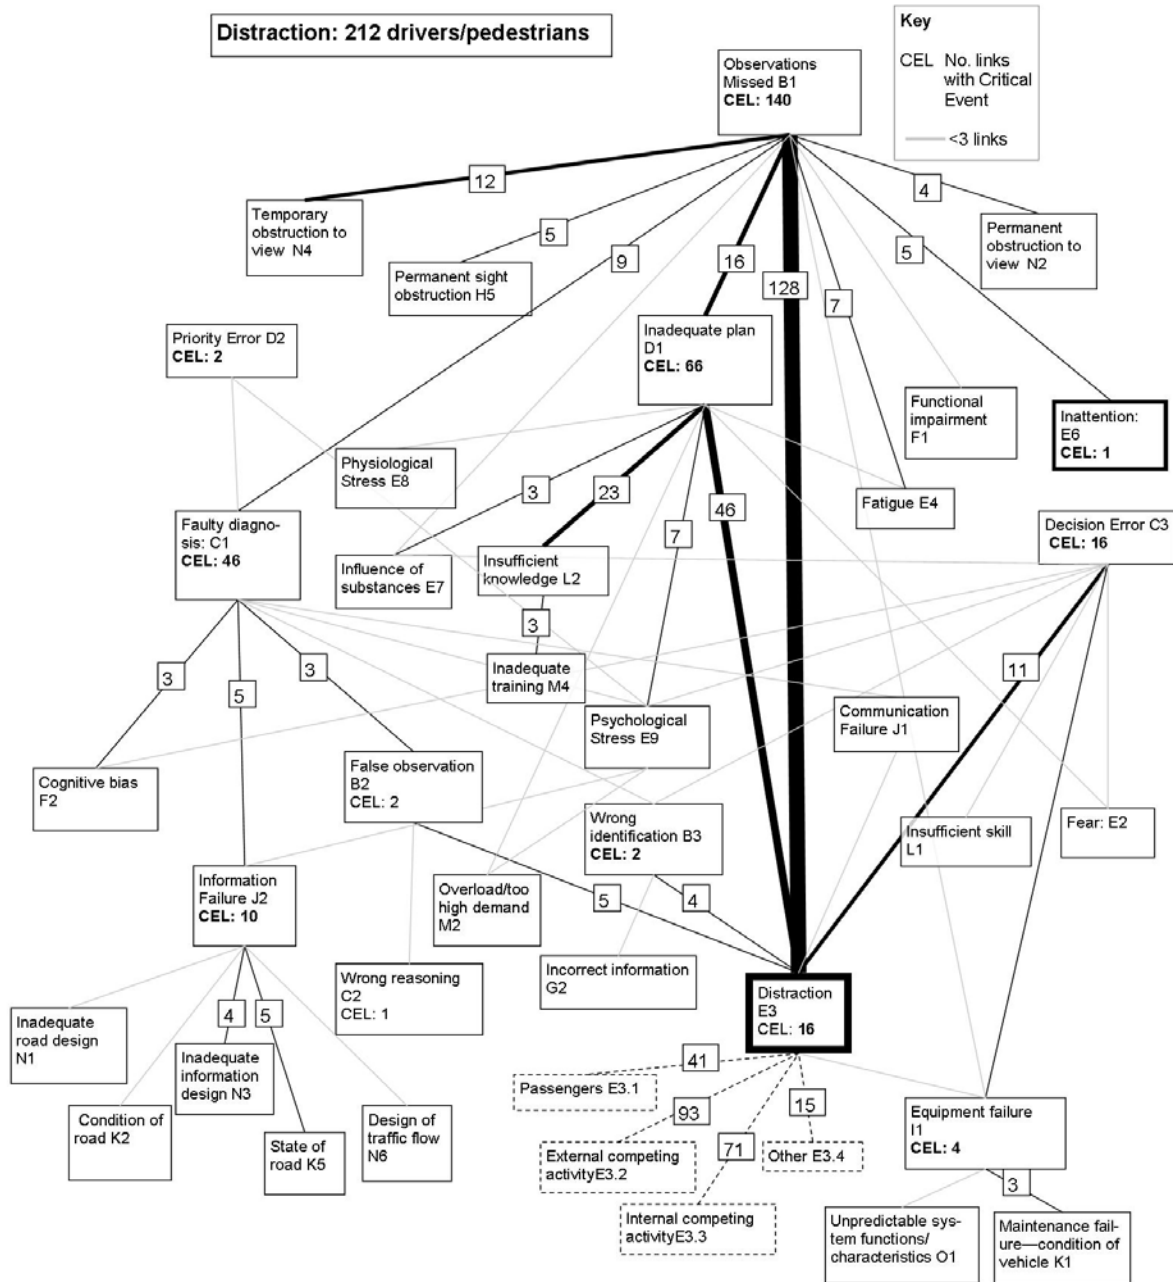 Distraction: 212 drivers/pedestrians
Key
CEL No. links
with Critical
Event
<3 links
Observations
Missed B1
CEL: 140
12
4
Temporary
obstruction to
view N4
5
9
16
128
7
5
Permanent
obstruction to
view N2
Permanent sight
obstruction H5
Priority Error D2
CEL: 2
Inadequate plan
D1
CEL: 66
Functional
impairment
F1
Inattention:
E6
CEL: 1
Physiological
Stress E8
3
23
7
46
Fatigue E4
Faulty diagno-
sis: C1
CEL: 46
Decision Error C3
CEL: 16
Influence of
substances E7
Insufficient
knowledge L2
3
Inadequate
training M4
3
5
3
11
Psychological
Stress E9
Communication
Failure J1
Cognitive bias
F2
False observation
B2
CEL: 2
Wrong
identification B3
CEL: 2
Insufficient skill
L1
Fear: E2
Information
Failure J2
CEL: 10
Overload/too
high demand
M2
5
4
Wrong reasoning
C2
CEL: 1
Incorrect information
G2
Distraction
E3
CEL: 16
Inadequate
road design
N1
4
5
Inadequate
information
design N3
Condition of
road K2
State of
road K5
Design of
traffic flow
N6
41
Passengers E3.1
93
15
71
External competing
activityE3.2
Other E3.4
Internal competing
activityE3.3
Equipment failure
I1
CEL: 4
3
Unpredictable sys-
tem functions/
characteristics O1
Maintenance fail-
ure—condition of
vehicle K1